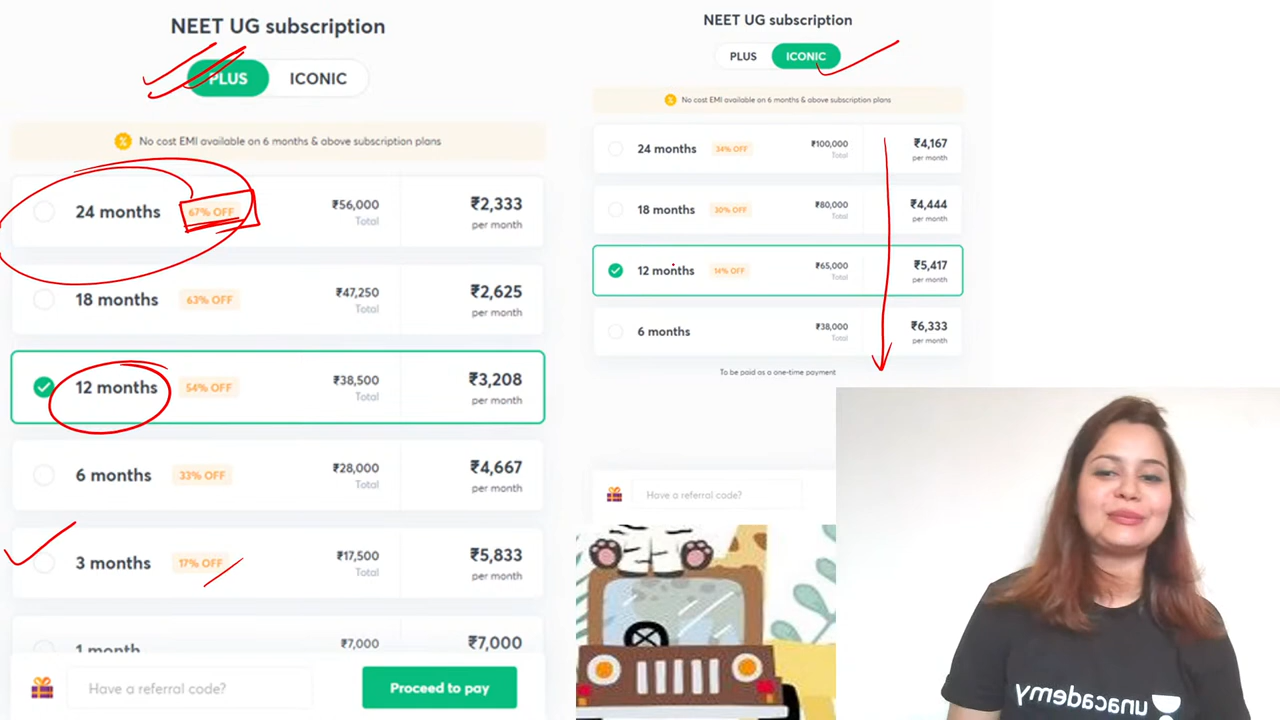 NEET UG subscription
PLUS
ICONIC
No cost EMI available on 6 months & above subscription plans
24 months 67% OFF ₹56,000 Total ₹2,333 per month
18 months 63% OFF ₹47,250 Total ₹2,625 per month
12 months 54% OFF ₹38,500 Total ₹3,208 per month
6 months 33% OFF ₹28,000 Total ₹4,667 per month
3 months 17% OFF ₹17,500 Total ₹5,833 per month
1 month ₹7,000 ₹7,000
Have a referral code?
Proceed to pay
NEET UG subscription
PLUS
ICONIC
No cost EMI available on 6 months & above subscription plans
24 months 34% OFF ₹100,000 Total ₹4,167 per month
18 months 30% OFF ₹80,000 Total ₹4,444 per month
12 months 14% OFF ₹65,000 Total ₹5,417 per month
6 months ₹38,000 Total ₹6,333 per month
To be paid as a one-time payment
Have a referral code?
unacademy